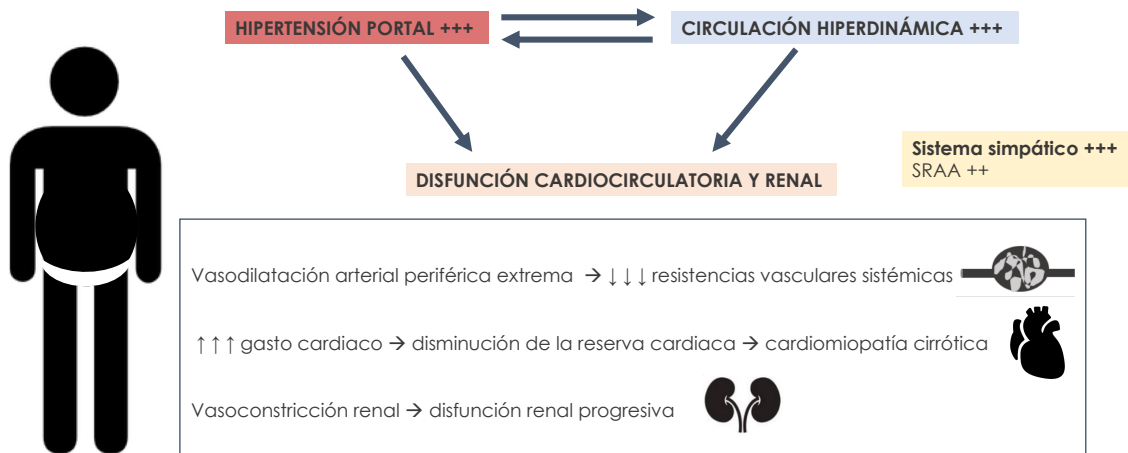 HIPERTENSIÓN PORTAL +++
CIRCULACIÓN HIPERDINÁMICA +++
Sistema simpático +++
SRAA ++
DISFUNCIÓN CARDIOCIRCULATORIA Y RENAL
Vasodilatación arterial periférica extrema → ↓ ↓ ↓ resistencias vasculares sistémicas
↑ ↑ ↑ gasto cardiaco → disminución de la reserva cardiaca → cardiomiopatía cirrótica
Vasoconstricción renal → disfunción renal progresiva